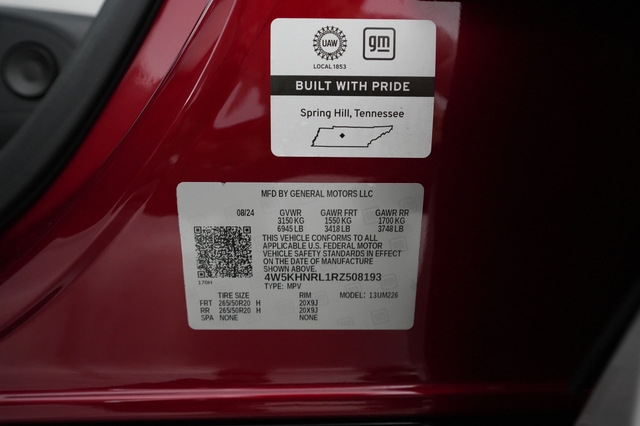 UAW
gm
LOCAL 1853
BUILT WITH PRIDE
Spring Hill, Tennessee
MFD BY GENERAL MOTORS LLC
08/24 GVWR GAWR FRT GAWR RR
3150 KG 1550 KG 1700 KG
6945 LB 3418 LB 3748 LB
THIS VEHICLE CONFORMS TO ALL
APPLICABLE U.S. FEDERAL MOTOR
VEHICLE SAFETY STANDARDS IN EFFECT
ON THE DATE OF MANUFACTURE
SHOWN ABOVE.
4W5KHNRL1RZ508193
170H
TYPE: MPV
TIRE SIZE RIM MODEL: 13UM226
FRT 265/50R20 H 20X9J
RR 265/50R20 H 20X9J
SPA NONE NONE